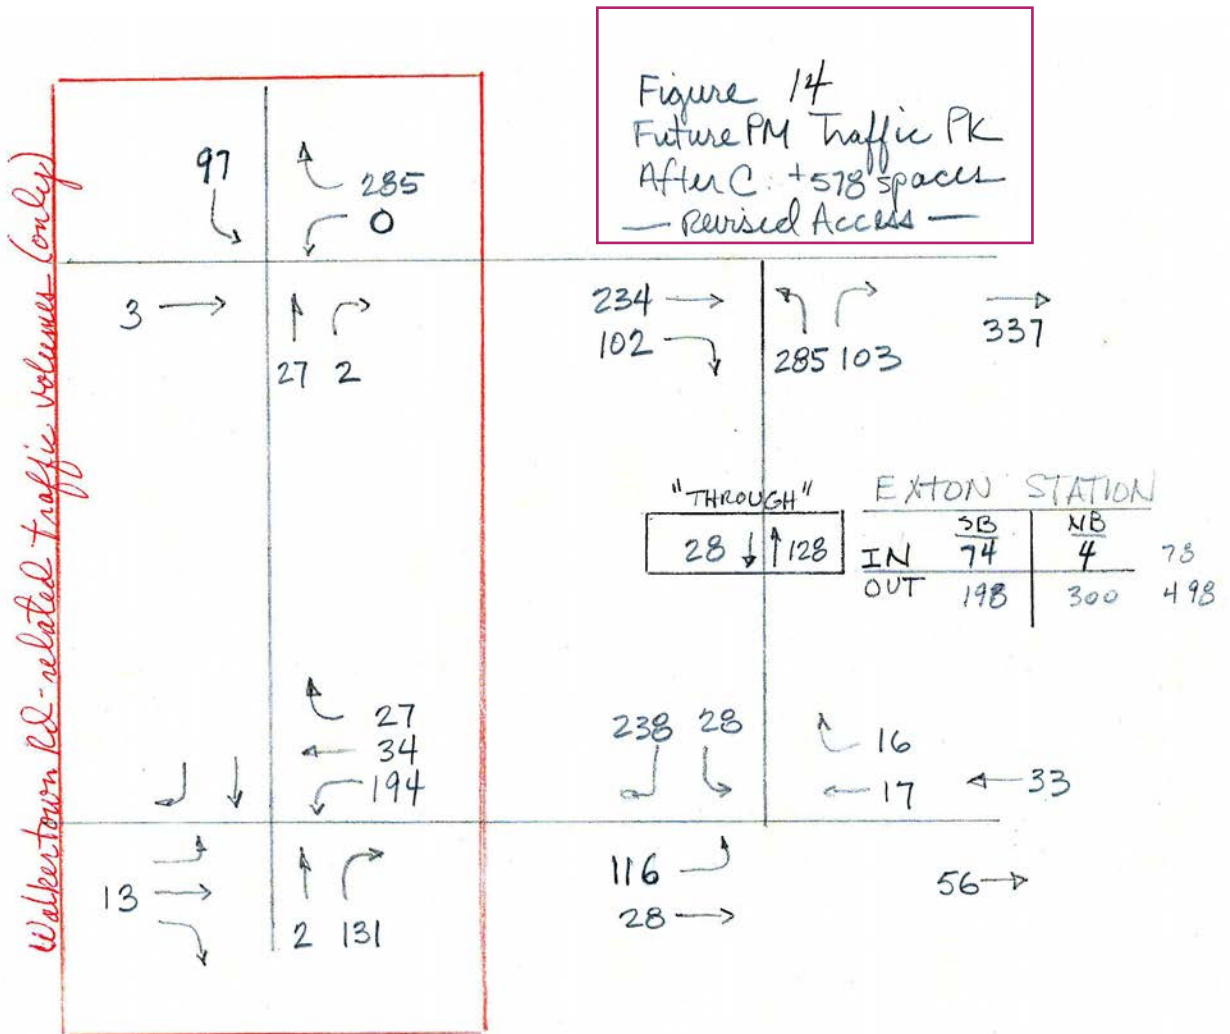 Figure 14
Future PM Traffic PK
After C: +578 spaces
— Revised Access —
Walkertown Rd-related traffic volumes (only)
97
285
0
3
27 2
234
102
285 103
337
"THROUGH"
28 128
EXTON STATION
SB NB
IN 74 4 78
OUT 198 300 498
27
34
194
238 28
16
17
33
13
2 131
116
28
56